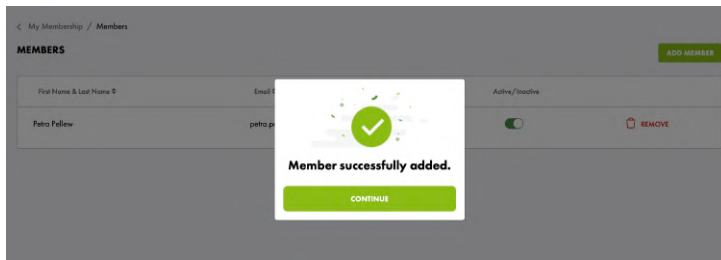 < My Membership / Members
MEMBERS
ADD MEMBER
First Name & Last Name
Email
Active/Inactive
Petra Pellew
petra.pe
REMOVE
Member successfully added.
CONTINUE